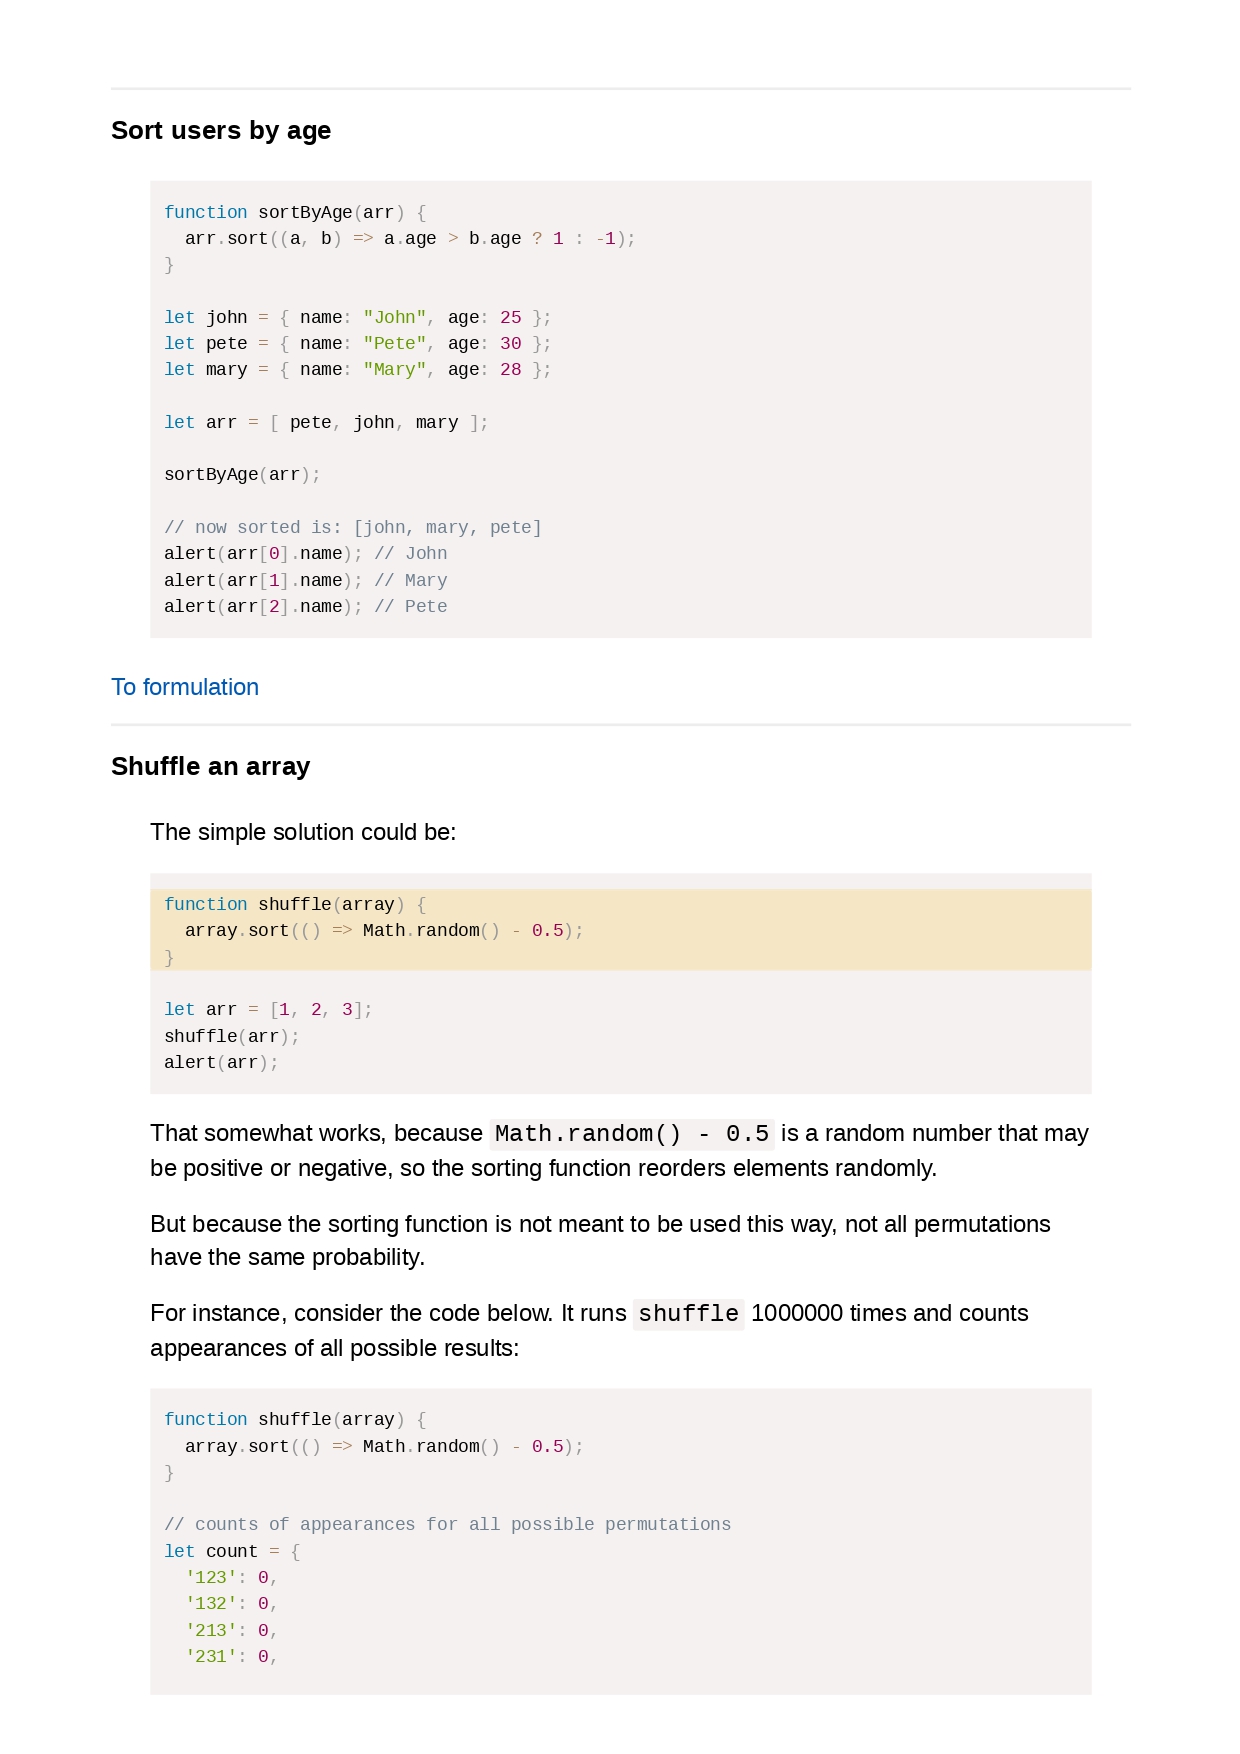 Sort users by age
function sortByAge(arr) {
  arr.sort((a, b) => a.age > b.age ? 1 : -1);
}
let john = { name: "John", age: 25 };
let pete = { name: "Pete", age: 30 };
let mary = { name: "Mary", age: 28 };
let arr = [ pete, john, mary ];
sortByAge(arr);
// now sorted is: [john, mary, pete]
alert(arr[0].name); // John
alert(arr[1].name); // Mary
alert(arr[2].name); // Pete
To formulation
Shuffle an array
The simple solution could be:
function shuffle(array) {
  array.sort(() => Math.random() - 0.5);
}
let arr = [1, 2, 3];
shuffle(arr);
alert(arr);
That somewhat works, because Math.random() - 0.5 is a random number that may
be positive or negative, so the sorting function reorders elements randomly.
But because the sorting function is not meant to be used this way, not all permutations
have the same probability.
For instance, consider the code below. It runs shuffle 1000000 times and counts
appearances of all possible results:
function shuffle(array) {
  array.sort(() => Math.random() - 0.5);
}
// counts of appearances for all possible permutations
let count = {
  '123': 0,
  '132': 0,
  '213': 0,
  '231': 0,